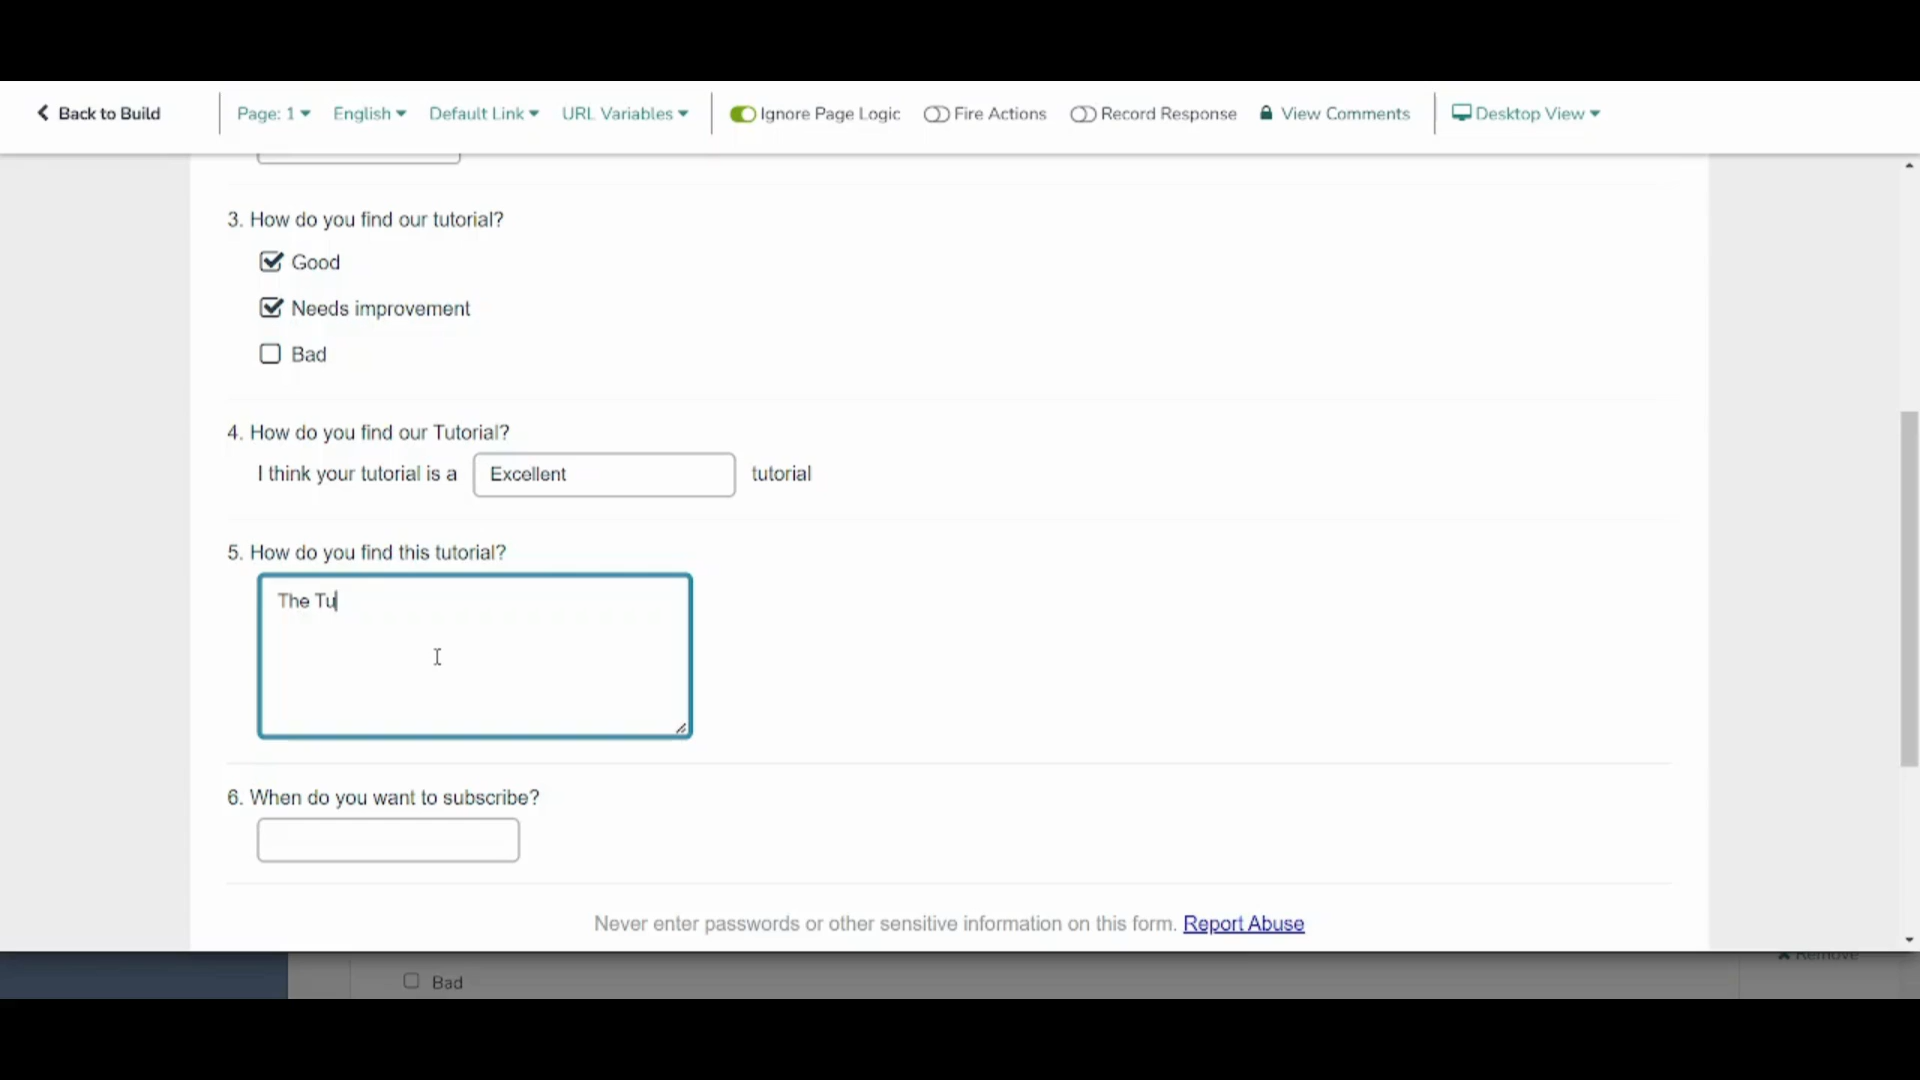 Back to Build Page: 1 English Default Link URL Variables Ignore Page Logic Fire Actions Record Response View Comments Desktop View
3. How do you find our tutorial?
Good
Needs improvement
Bad
4. How do you find our Tutorial?
I think your tutorial is a Excellent tutorial
5. How do you find this tutorial?
The Tu
6. When do you want to subscribe?
Never enter passwords or other sensitive information on this form. Report Abuse
Remove
Bad